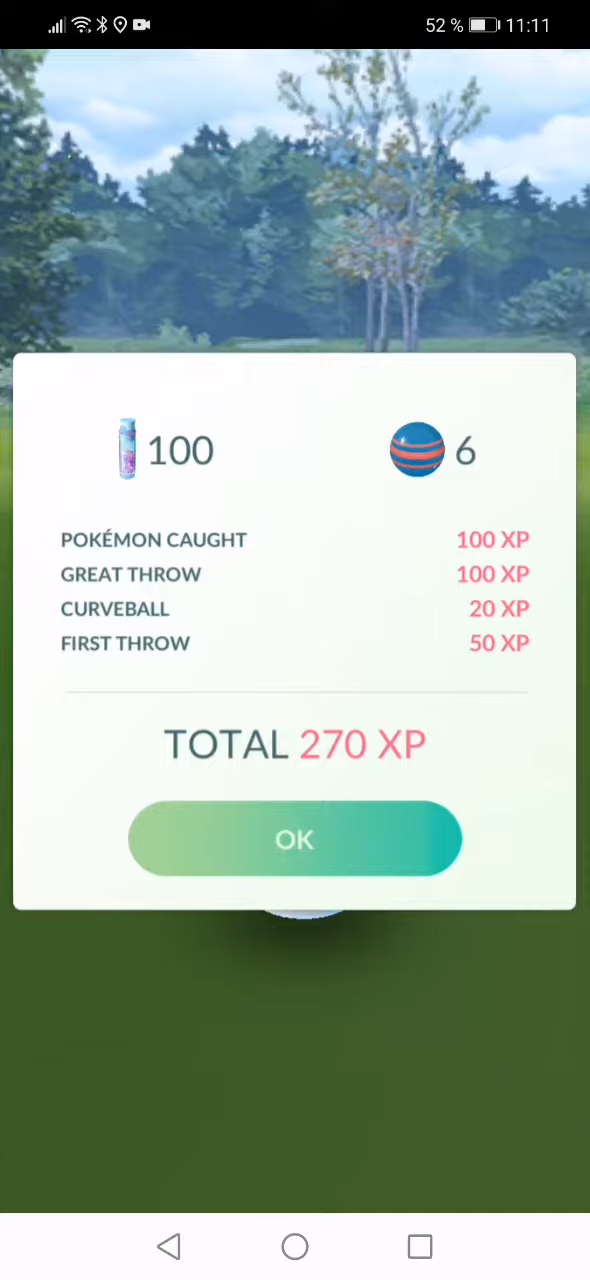 52 % 11:11
100 6
POKÉMON CAUGHT 100 XP
GREAT THROW 100 XP
CURVEBALL 20 XP
FIRST THROW 50 XP
TOTAL 270 XP
OK